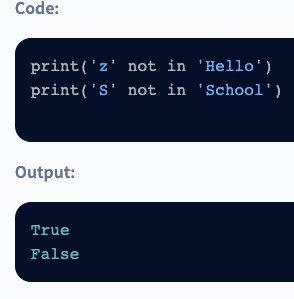 Code:
print('z' not in 'Hello')
print('S' not in 'School')
Output:
True
False